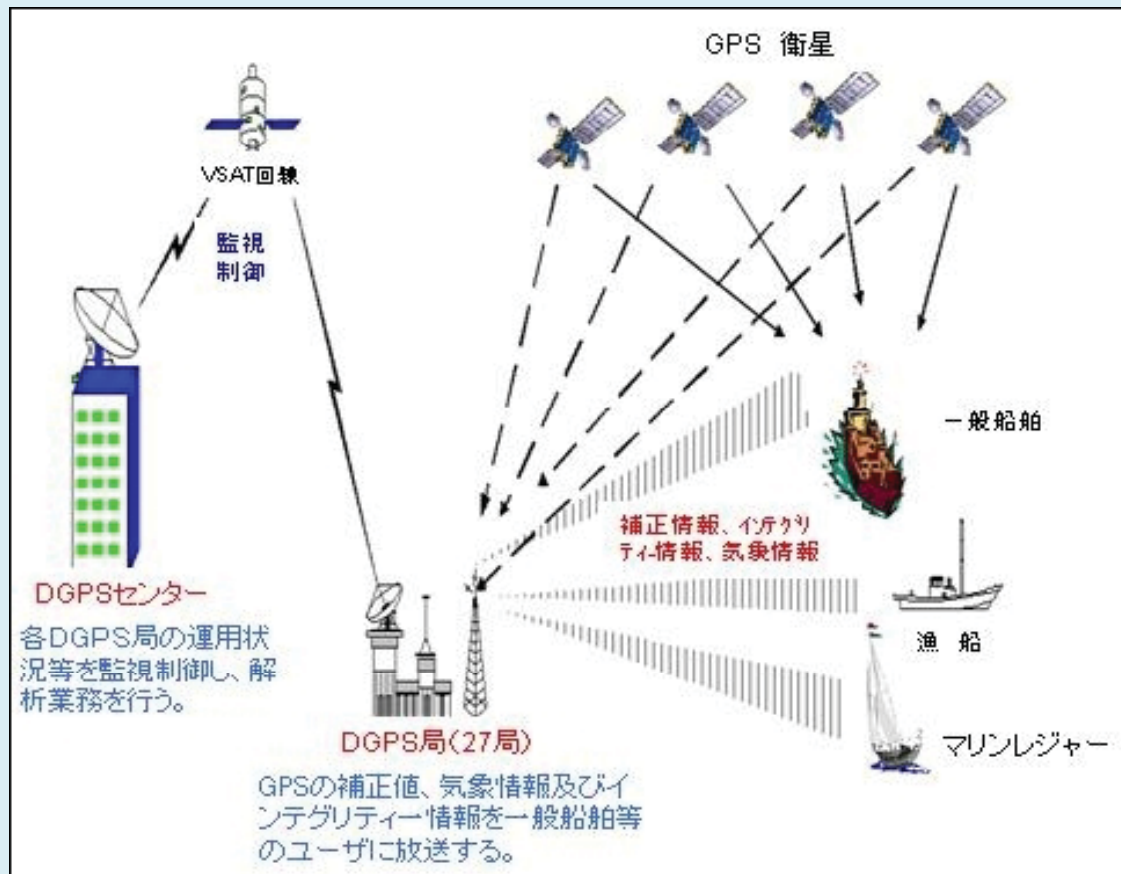 GPS 衛星
VSAT回線
監視
制御
一般船舶
補正情報、インテグリ
ティー情報、気象情報
漁 船
マリンレジャー
DGPSセンター
各DGPS局の運用状
況等を監視制御し、解
析業務を行う。
DGPS局(27局)
GPSの補正値、気象情報及びイ
ンテグリティー情報を一般船舶等
のユーザに放送する。